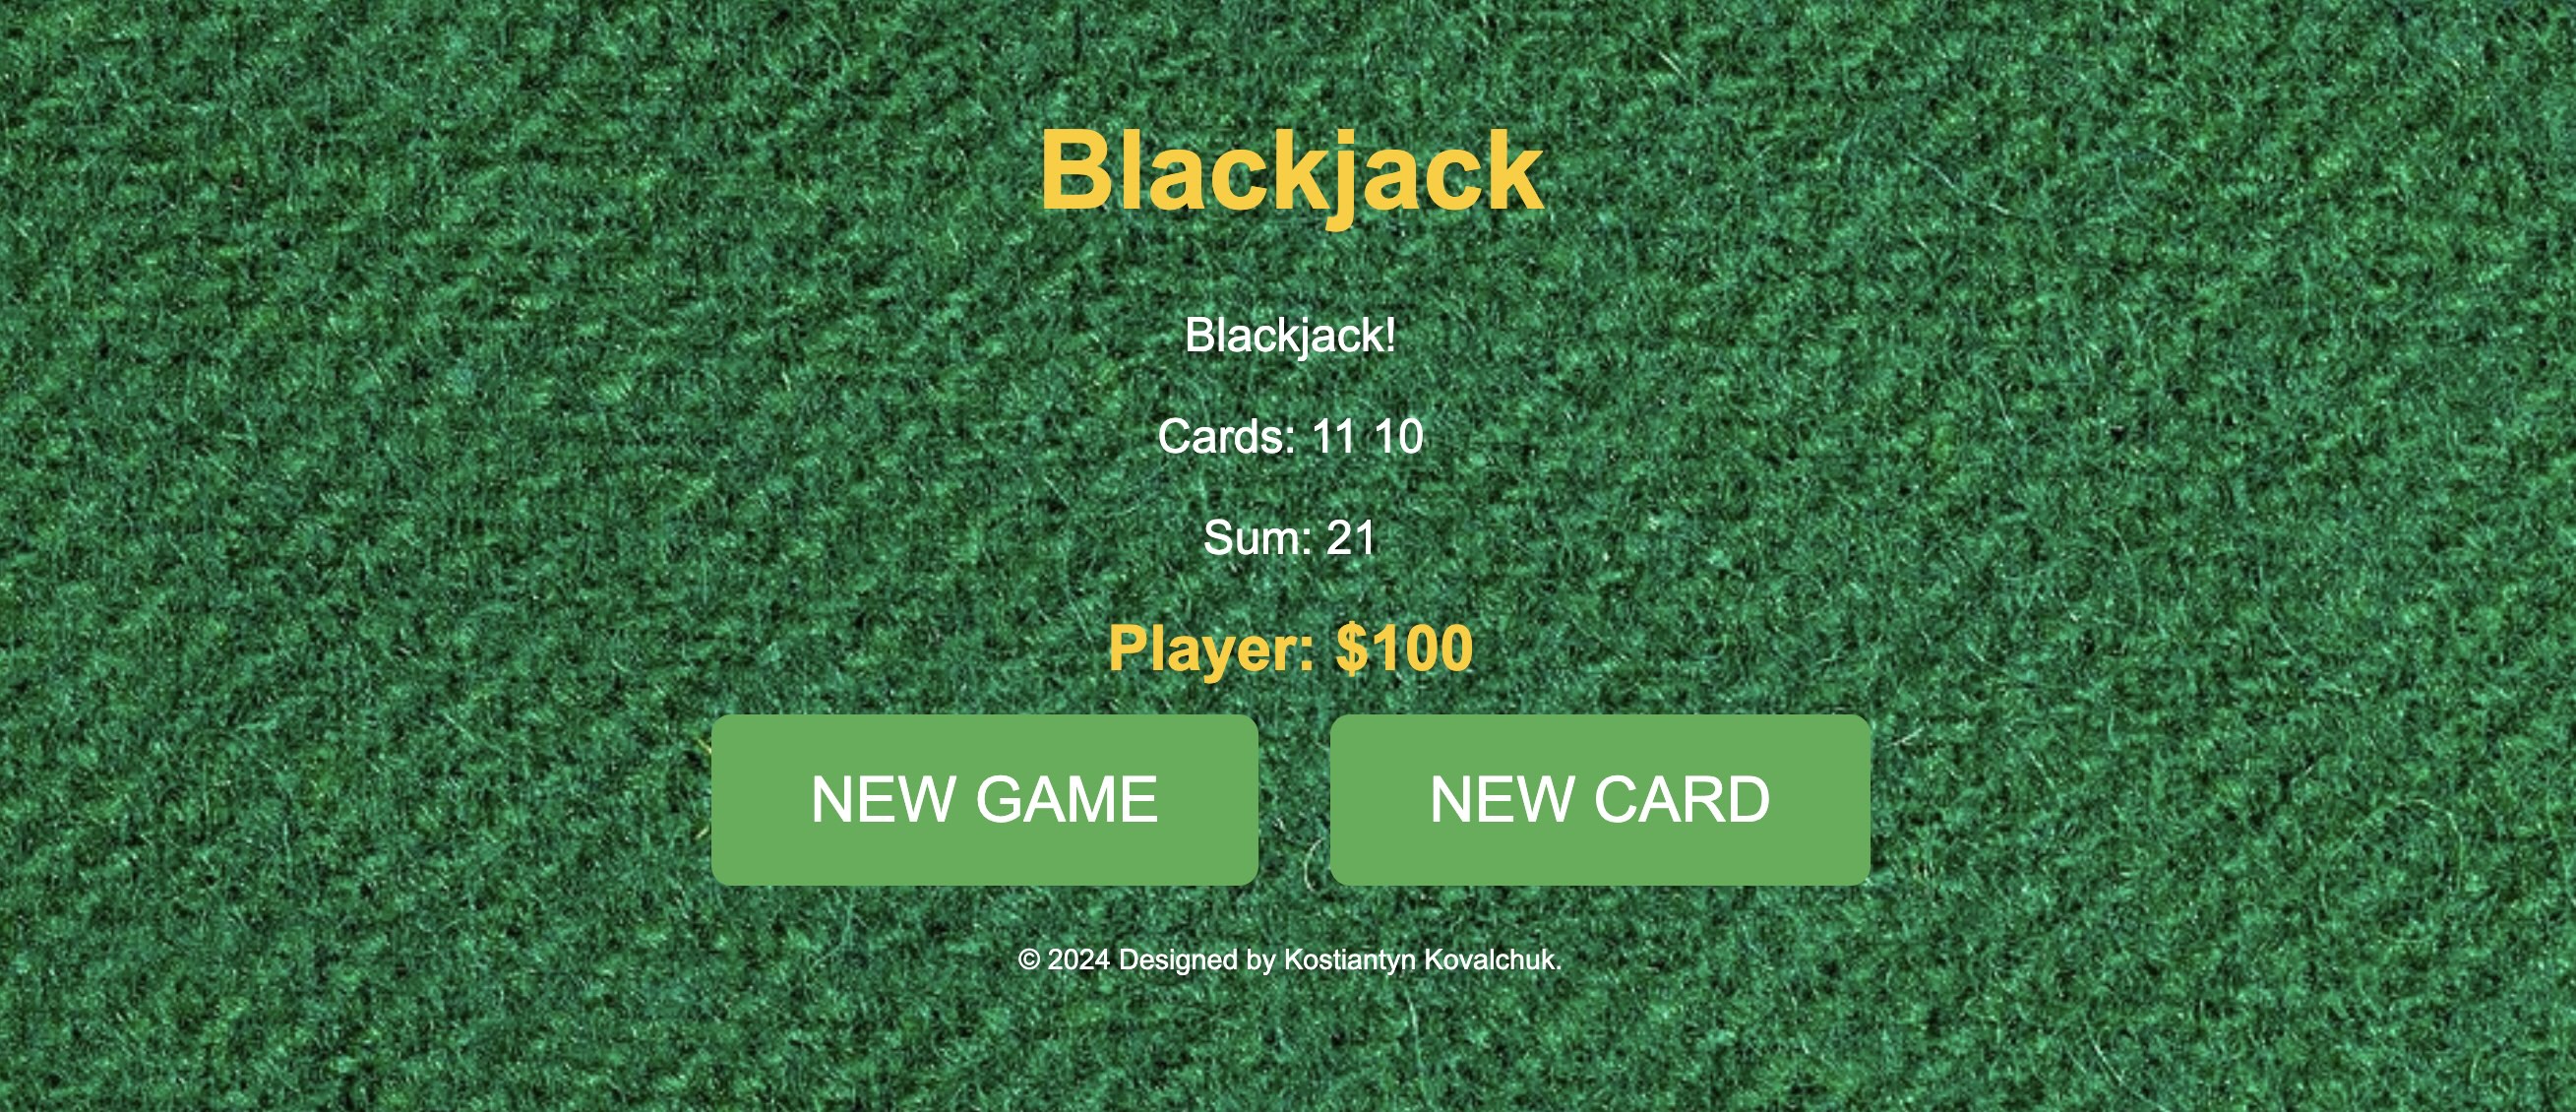 Blackjack
Blackjack!
Cards: 11 10
Sum: 21
Player: $100
NEW GAME NEW CARD
© 2024 Designed by Kostiantyn Kovalchuk.